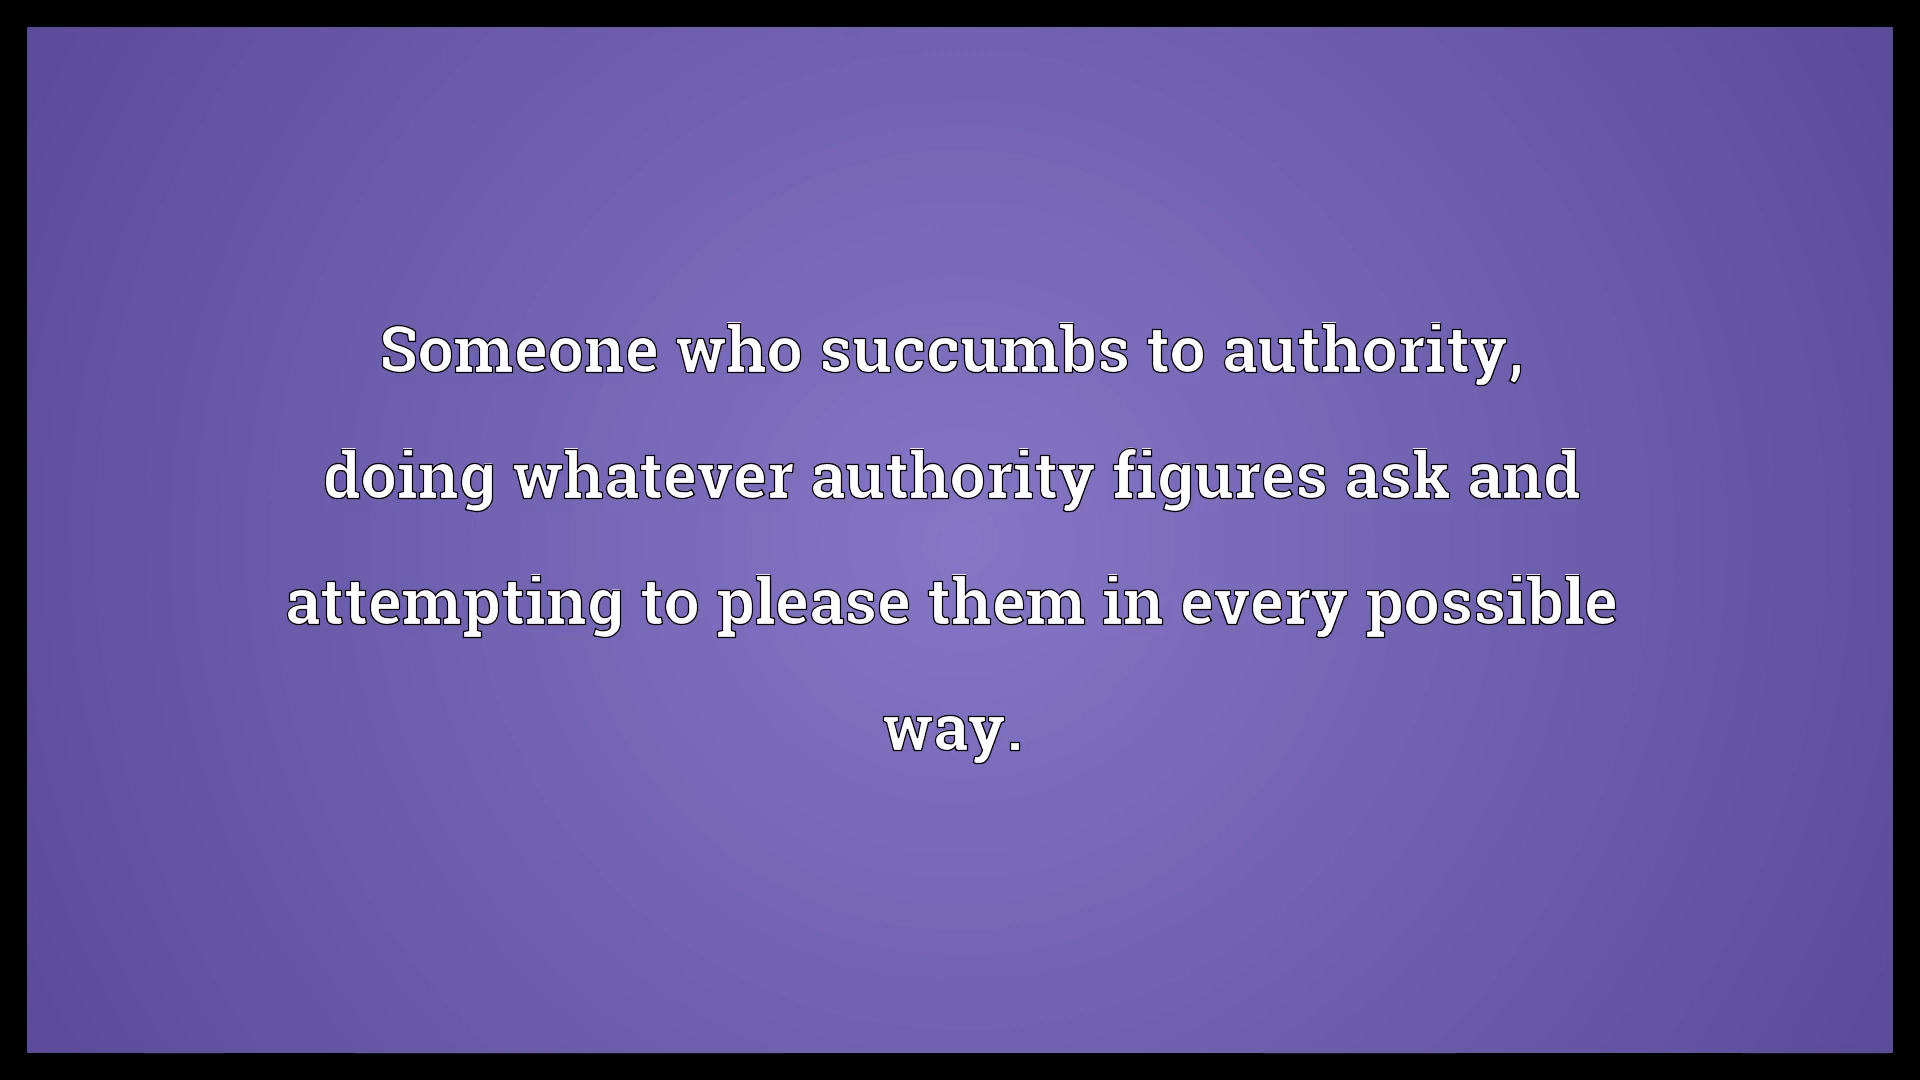 Someone who succumbs to authority,
doing whatever authority figures ask and
attempting to please them in every possible
way.